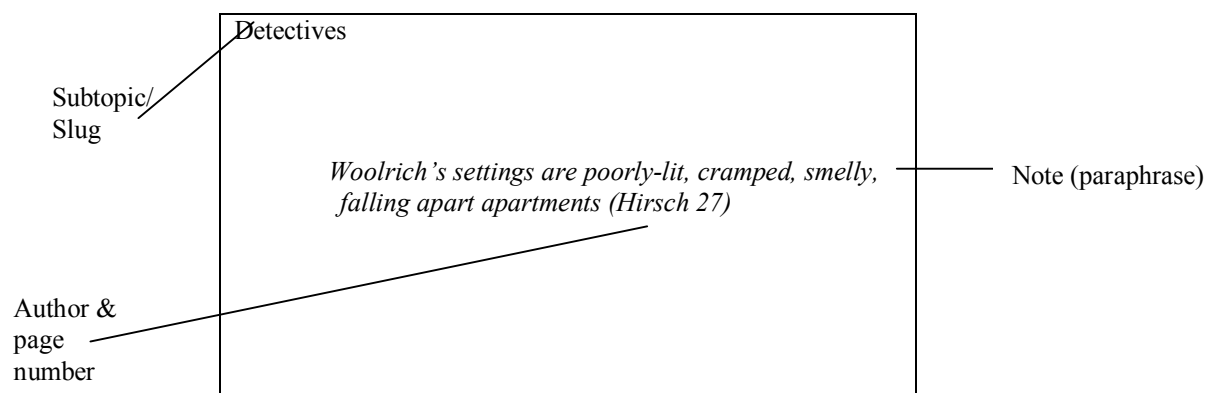 Detectives
Subtopic/
Slug
Woolrich’s settings are poorly-lit, cramped, smelly,
falling apart apartments (Hirsch 27)
Note (paraphrase)
Author &
page
number